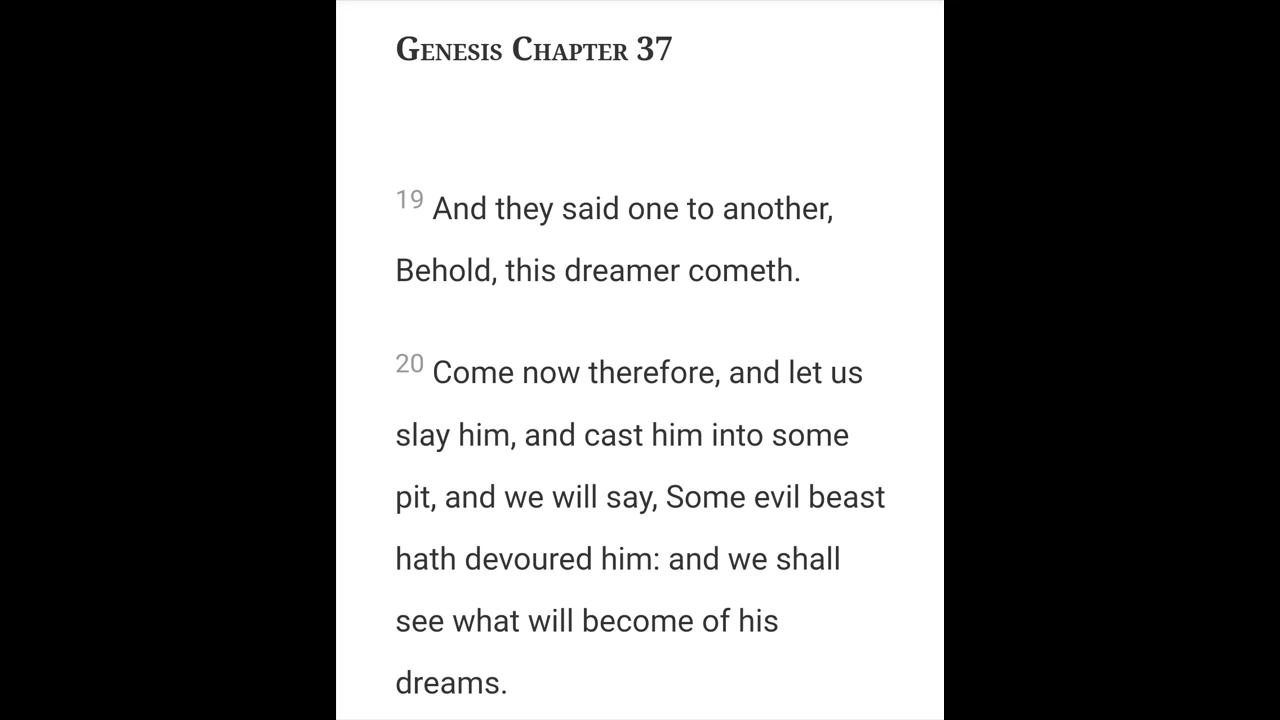 Genesis Chapter 37
19 And they said one to another,
Behold, this dreamer cometh.
20 Come now therefore, and let us
slay him, and cast him into some
pit, and we will say, Some evil beast
hath devoured him: and we shall
see what will become of his
dreams.